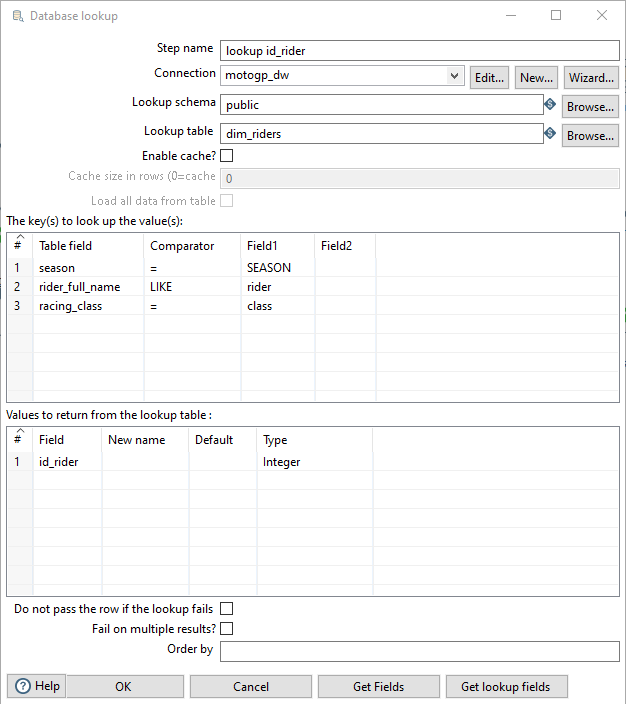 Database lookup
Step name lookup id_rider
Connection motogp_dw Edit... New... Wizard...
Lookup schema public Browse...
Lookup table dim_riders Browse...
Enable cache?
Cache size in rows (0=cache 0
Load all data from table
The key(s) to look up the value(s):
# Table field Comparator Field1 Field2
1 season = SEASON
2 rider_full_name LIKE rider
3 racing_class = class
Values to return from the lookup table :
# Field New name Default Type
1 id_rider Integer
Do not pass the row if the lookup fails
Fail on multiple results?
Order by
Help OK Cancel Get Fields Get lookup fields